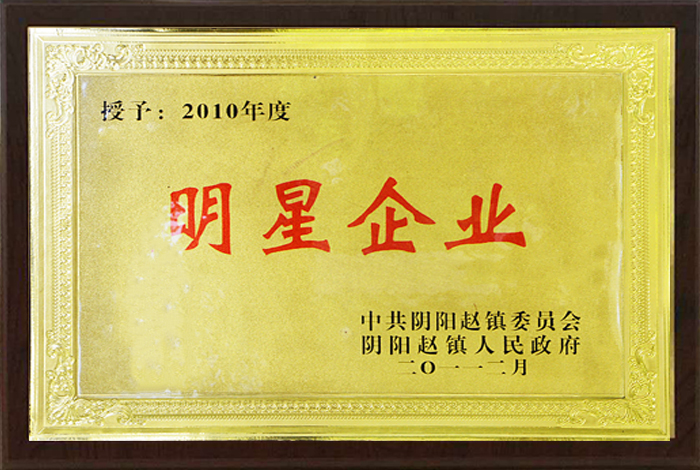 授予：2010年度
明星企业
中共阴阳赵镇委员会
阴阳赵镇人民政府
二〇一一二月